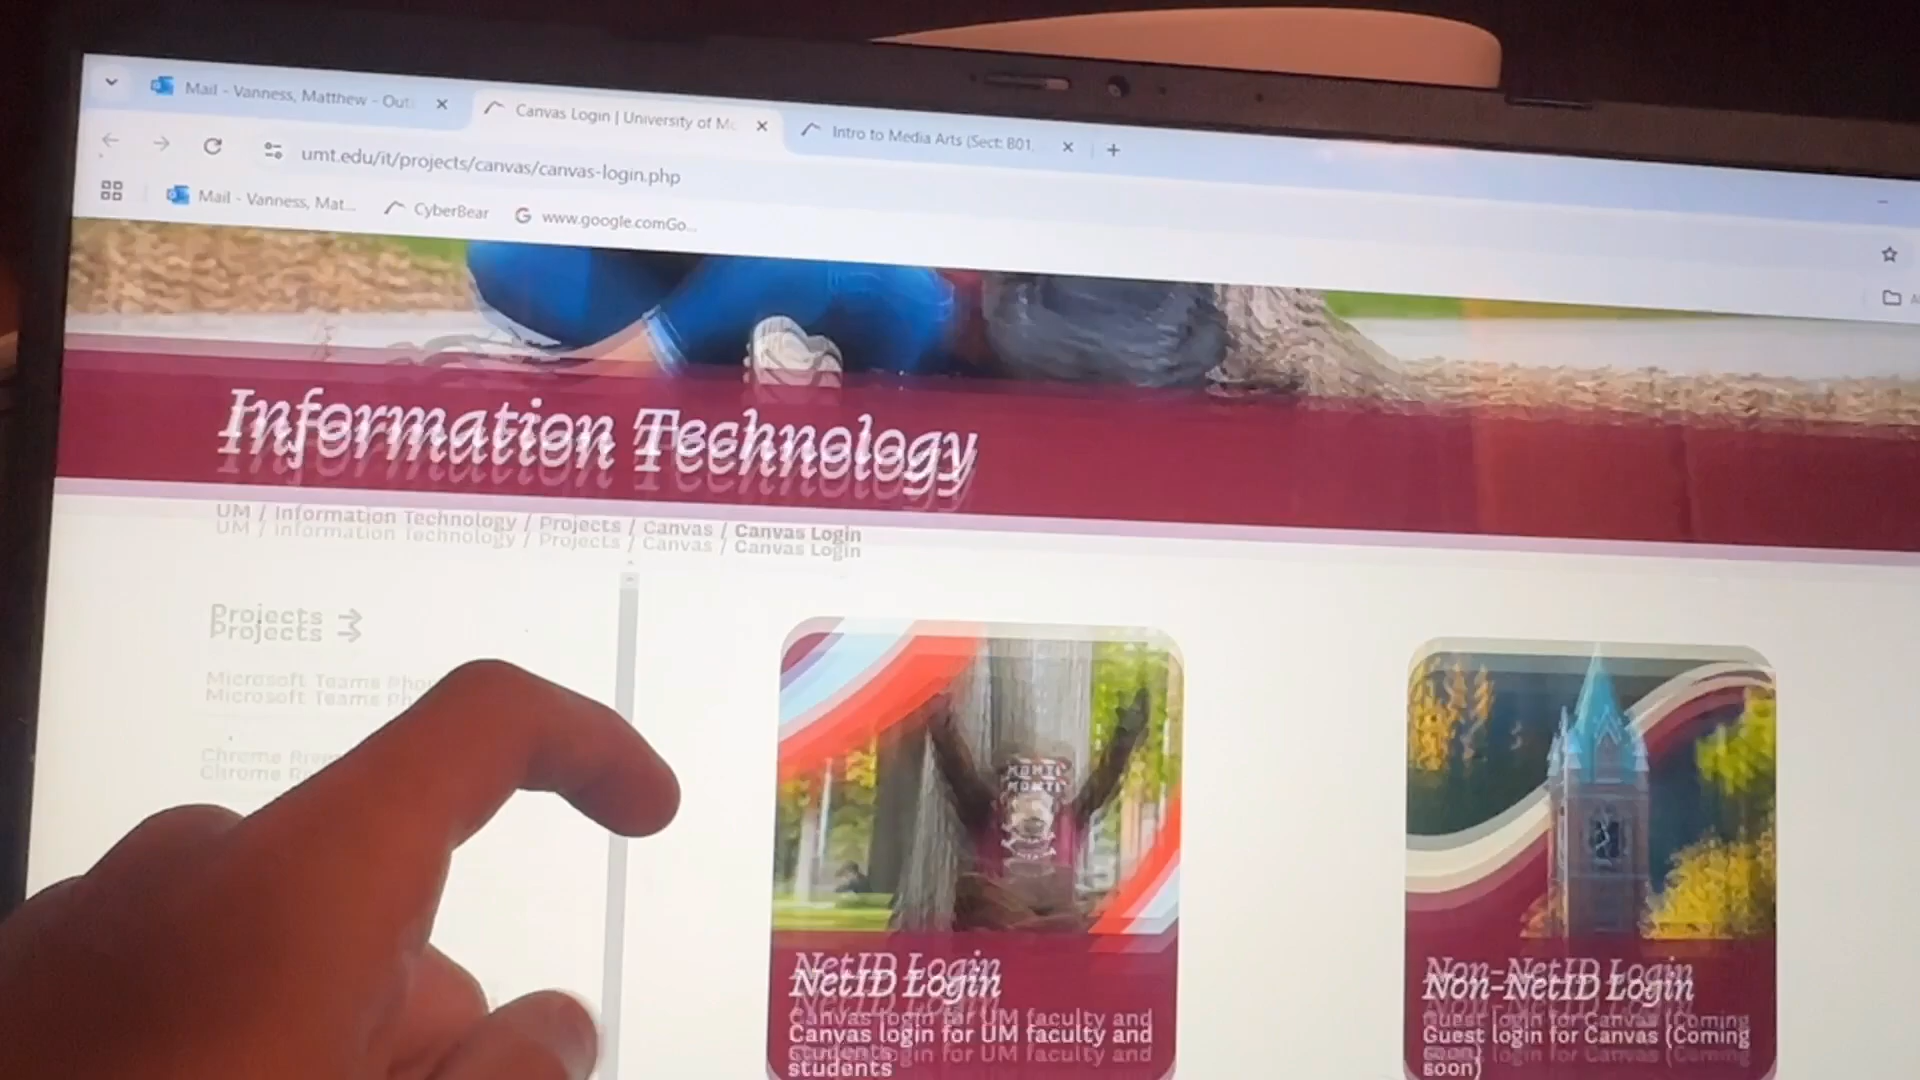 Mail - Vanness, Matthew - Out
Canvas Login | University of Mo
Intro to Media Arts (Sect: B01,
umt.edu/it/projects/canvas/canvas-login.php
Mail - Vanness, Mat...
CyberBear
www.google.comGo...
Information Technology
UM / Information Technology / Projects / Canvas / Canvas Login
Projects →
Microsoft Teams
Chrome
MONTE
NetID Login
Canvas login for UM faculty and
students
Non-NetID Login
Guest login for Canvas (Coming
soon)